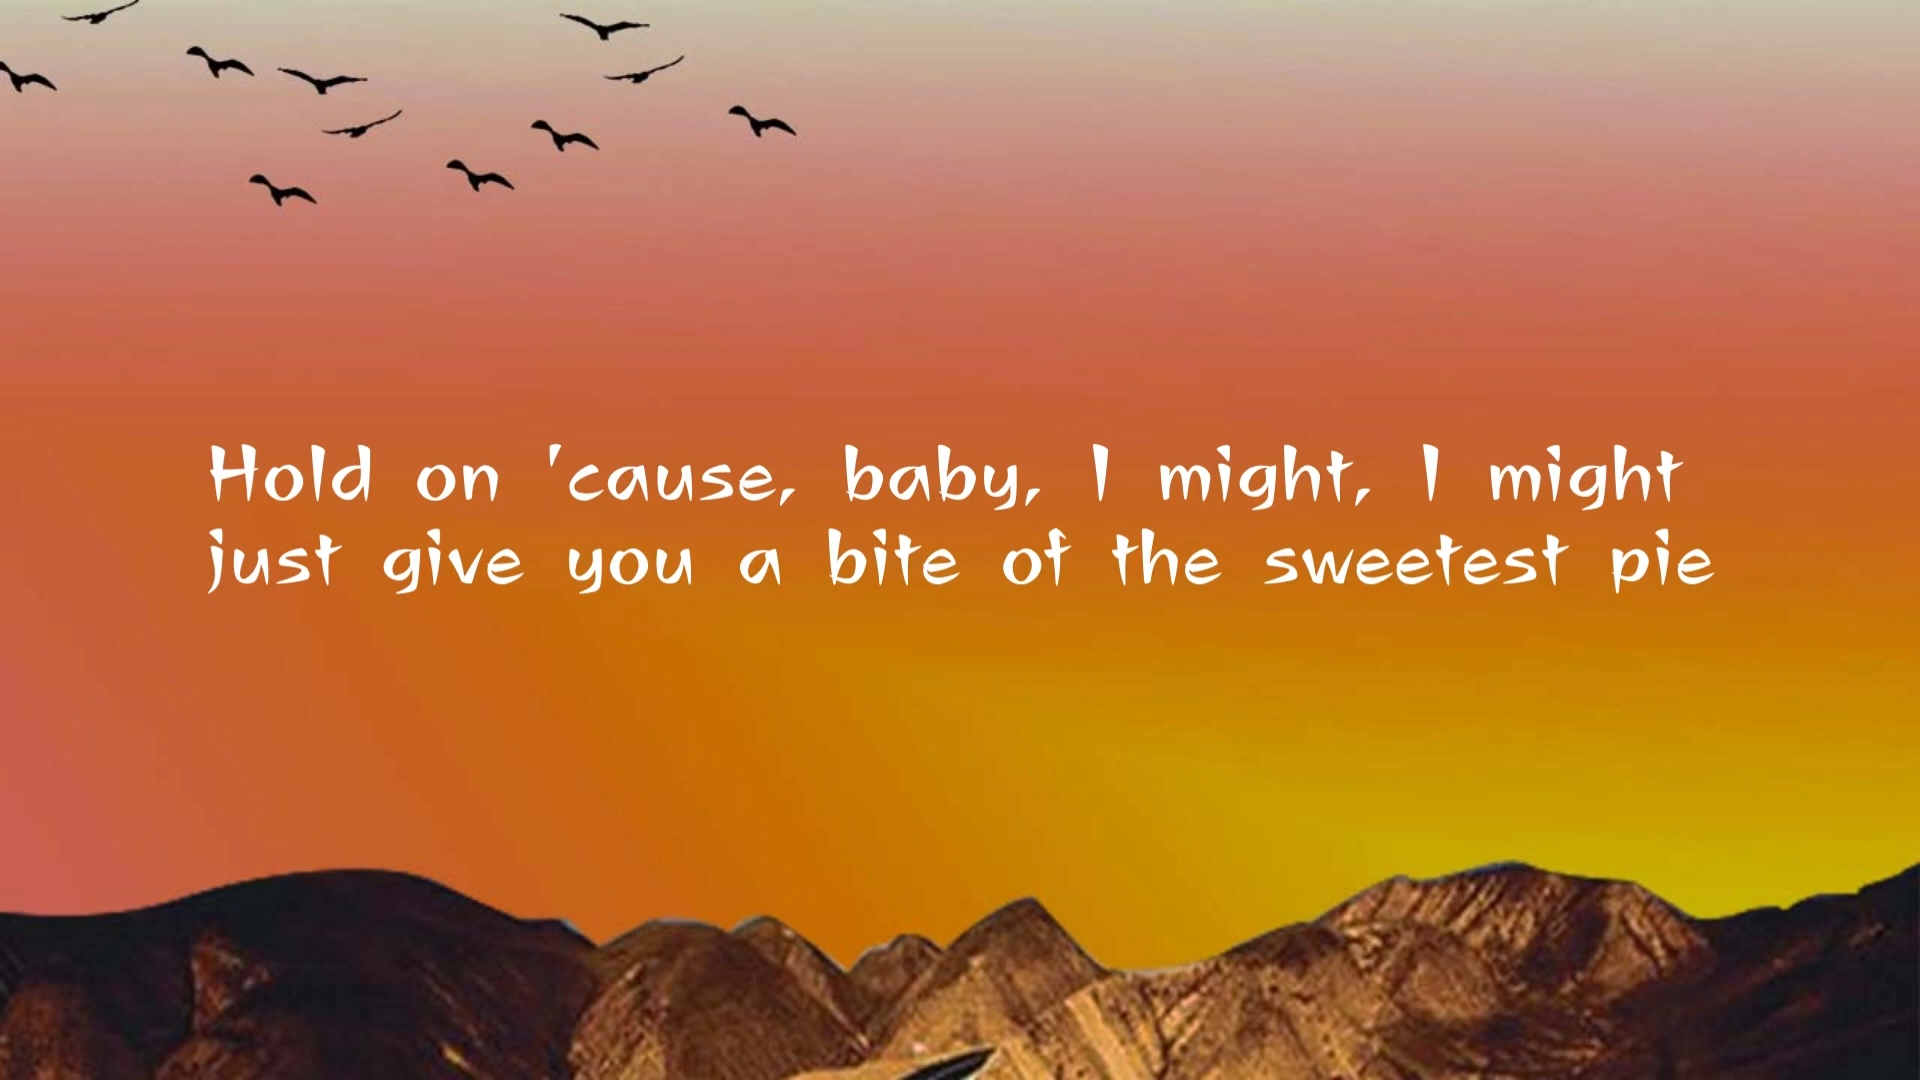 Hold on 'cause, baby, I might, I might
just give you a bite of the sweetest pie